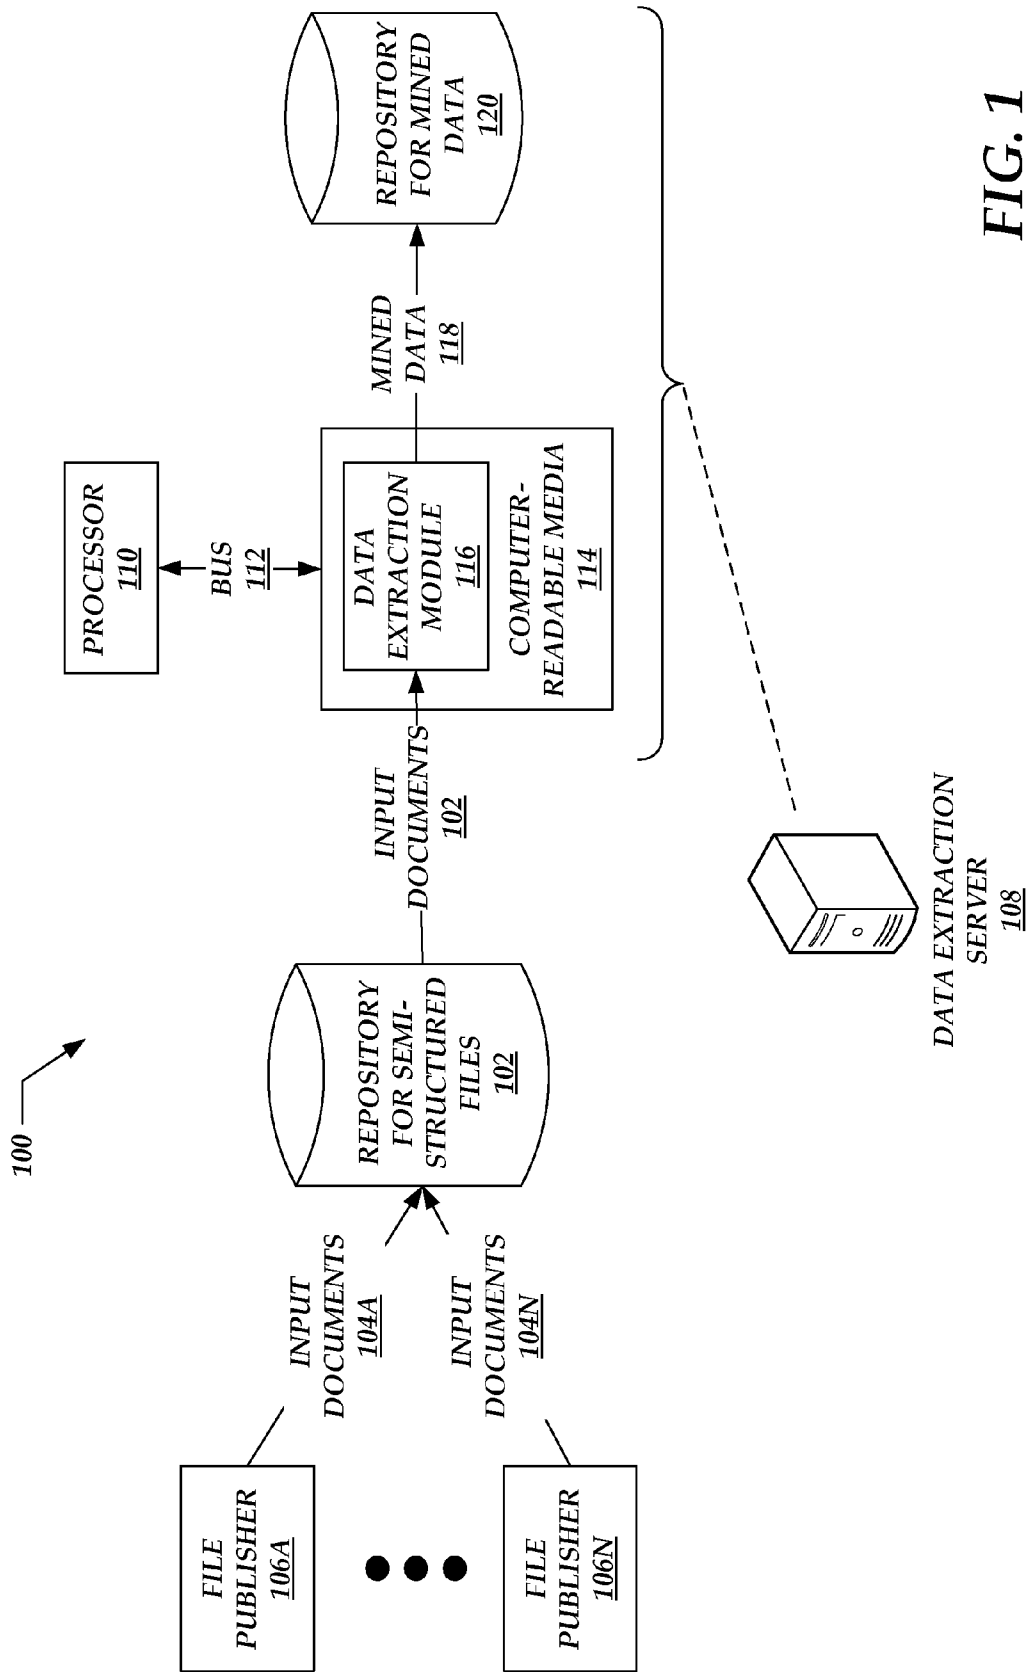 100
FILE
PUBLISHER
106A
FILE
PUBLISHER
106N
INPUT
DOCUMENTS
104A
INPUT
DOCUMENTS
104N
REPOSITORY
FOR SEMI-
STRUCTURED
FILES
102
INPUT
DOCUMENTS
102
PROCESSOR
110
BUS
112
DATA
EXTRACTION
MODULE
116
COMPUTER-
READABLE MEDIA
114
MINED
DATA
118
REPOSITORY
FOR MINED
DATA
120
DATA EXTRACTION
SERVER
108
FIG. 1